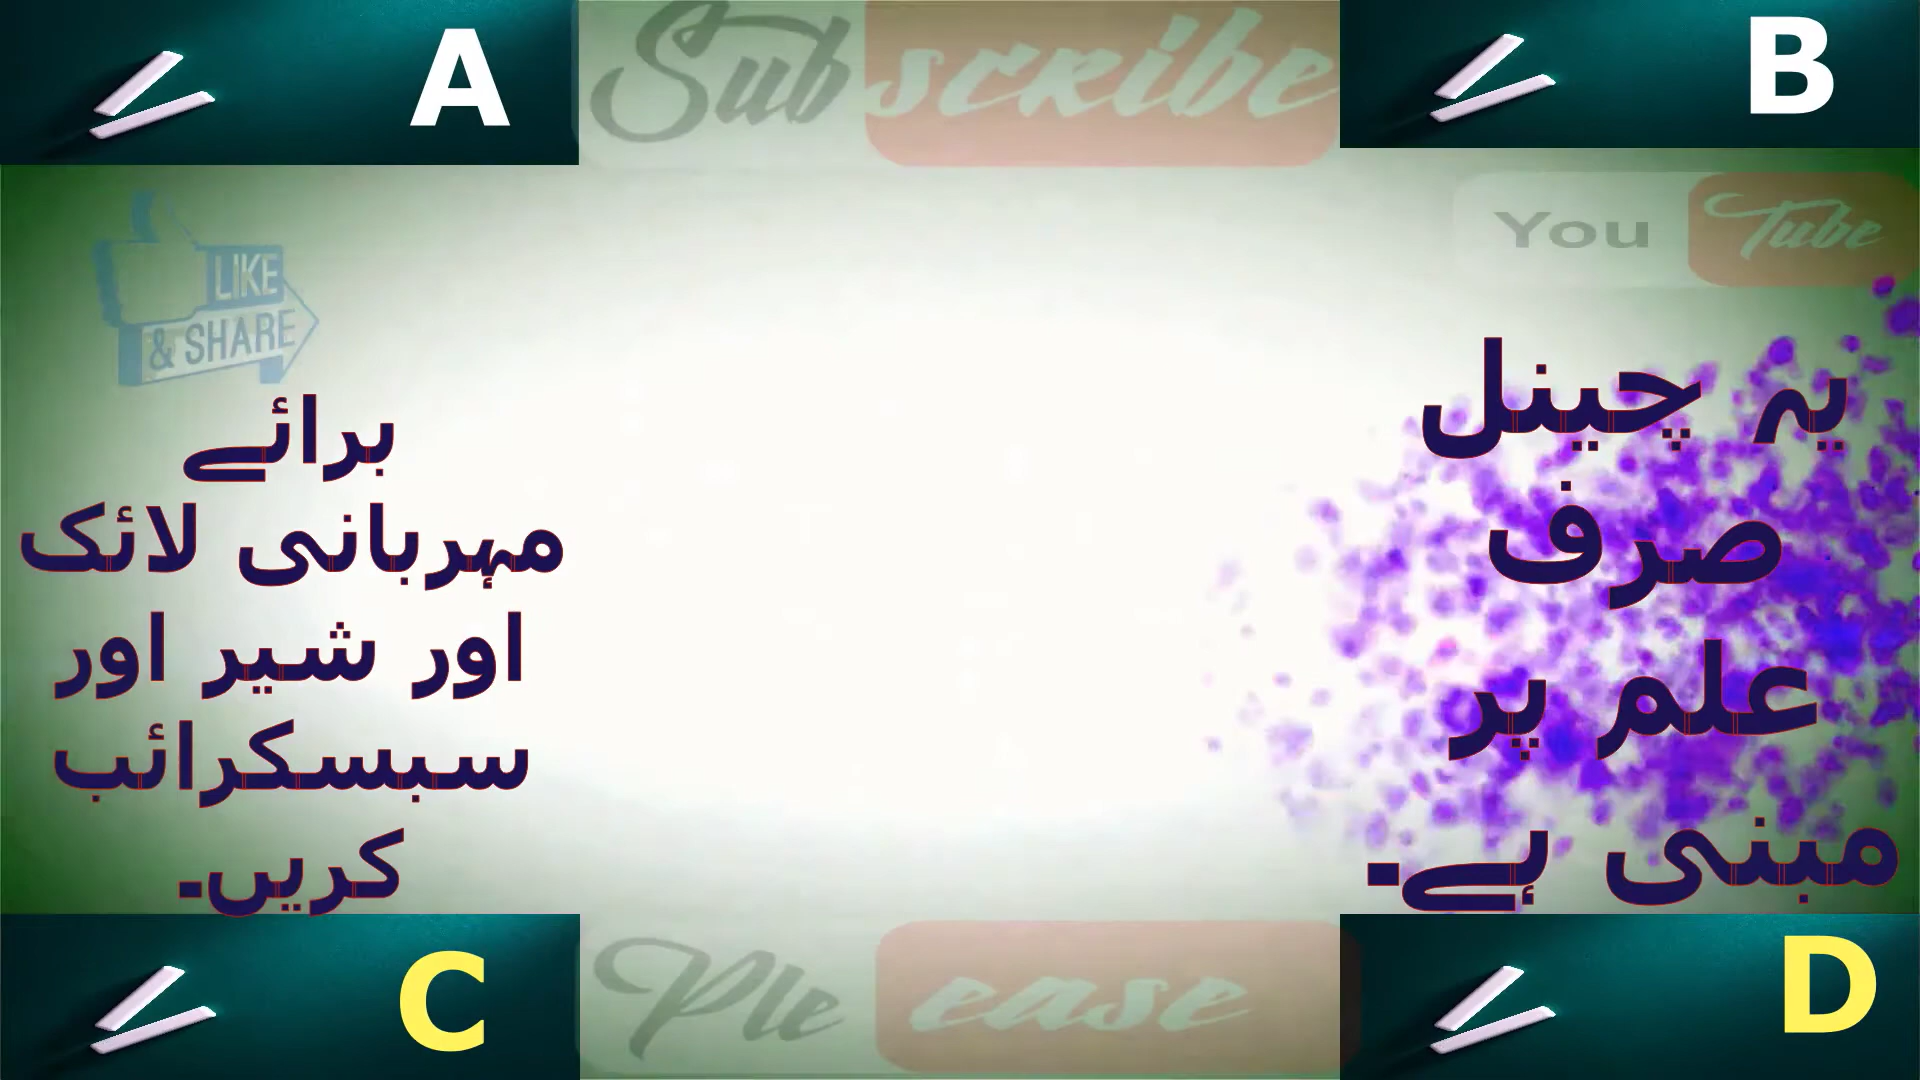 A
Subscribe
B
You Tube
LIKE
& SHARE
یہ چینل
صرف
علم پر
مبنی ہے۔
برائے
مہربانی لائک
اور شیر اور
سبسکرائب
کریں۔
C
Please
D